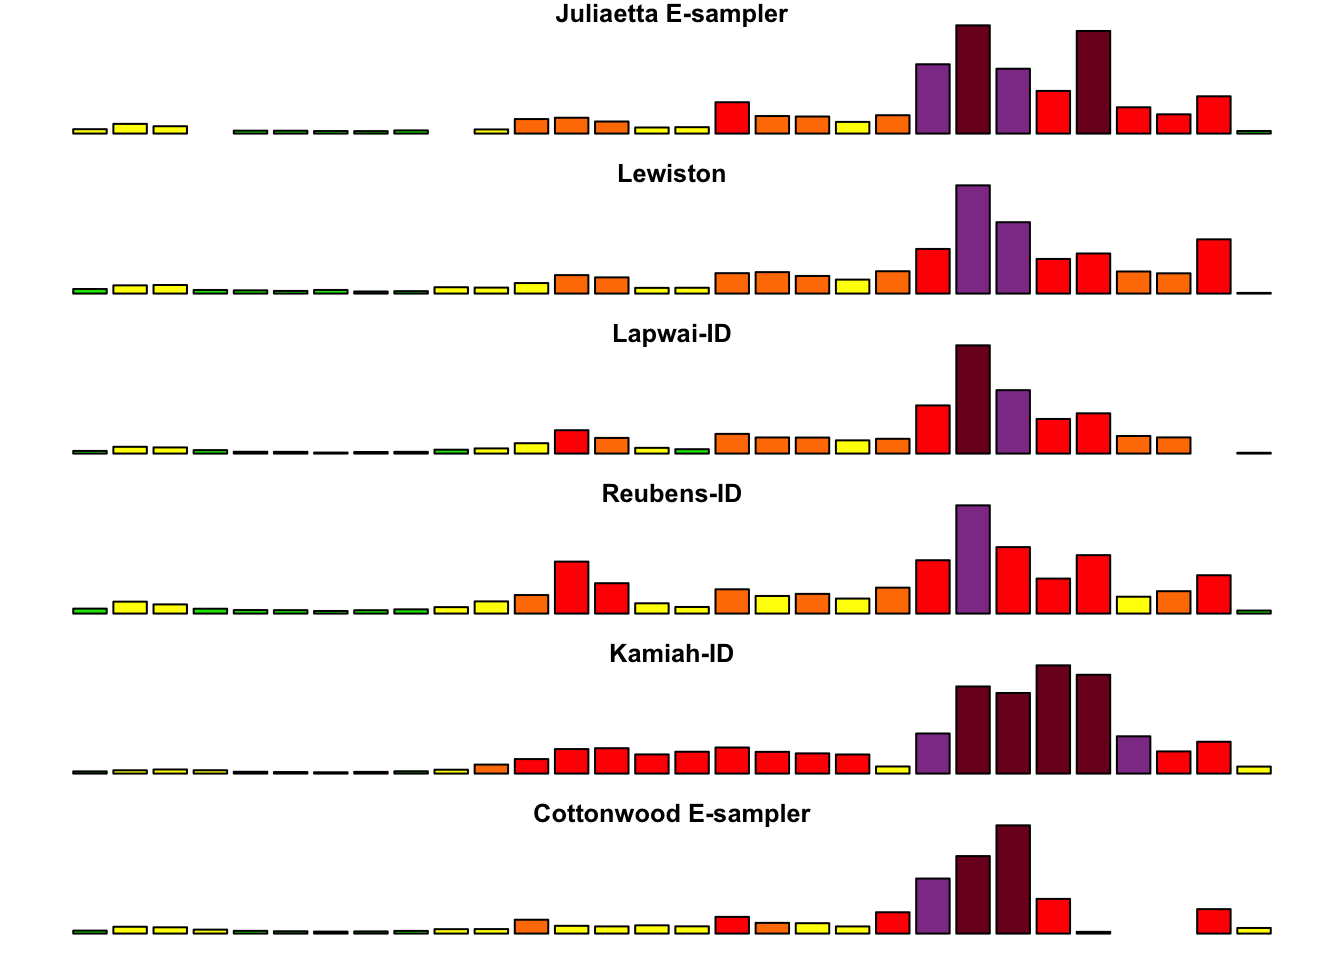 Juliaetta E-sampler
Lewiston
Lapwai-ID
Reubens-ID
Kamiah-ID
Cottonwood E-sampler